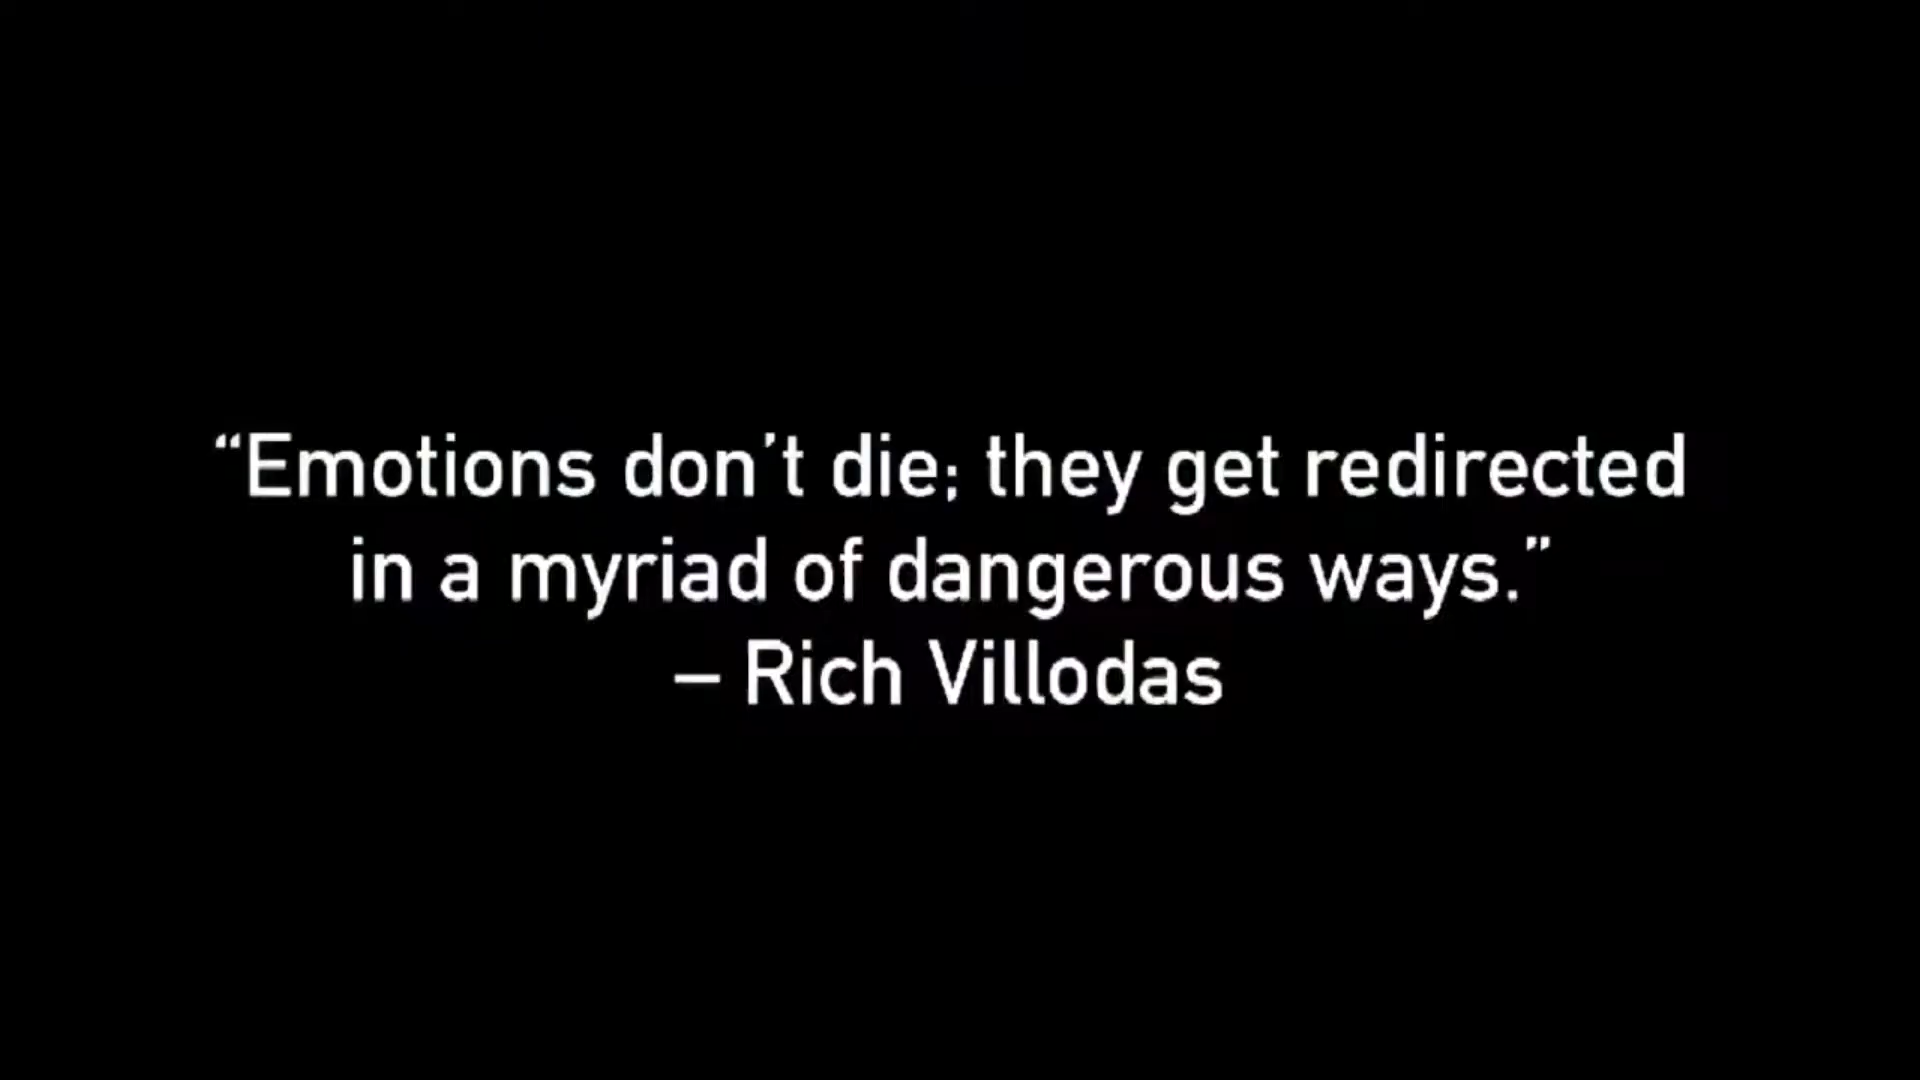 “Emotions don’t die; they get redirected
in a myriad of dangerous ways.”
– Rich Villodas